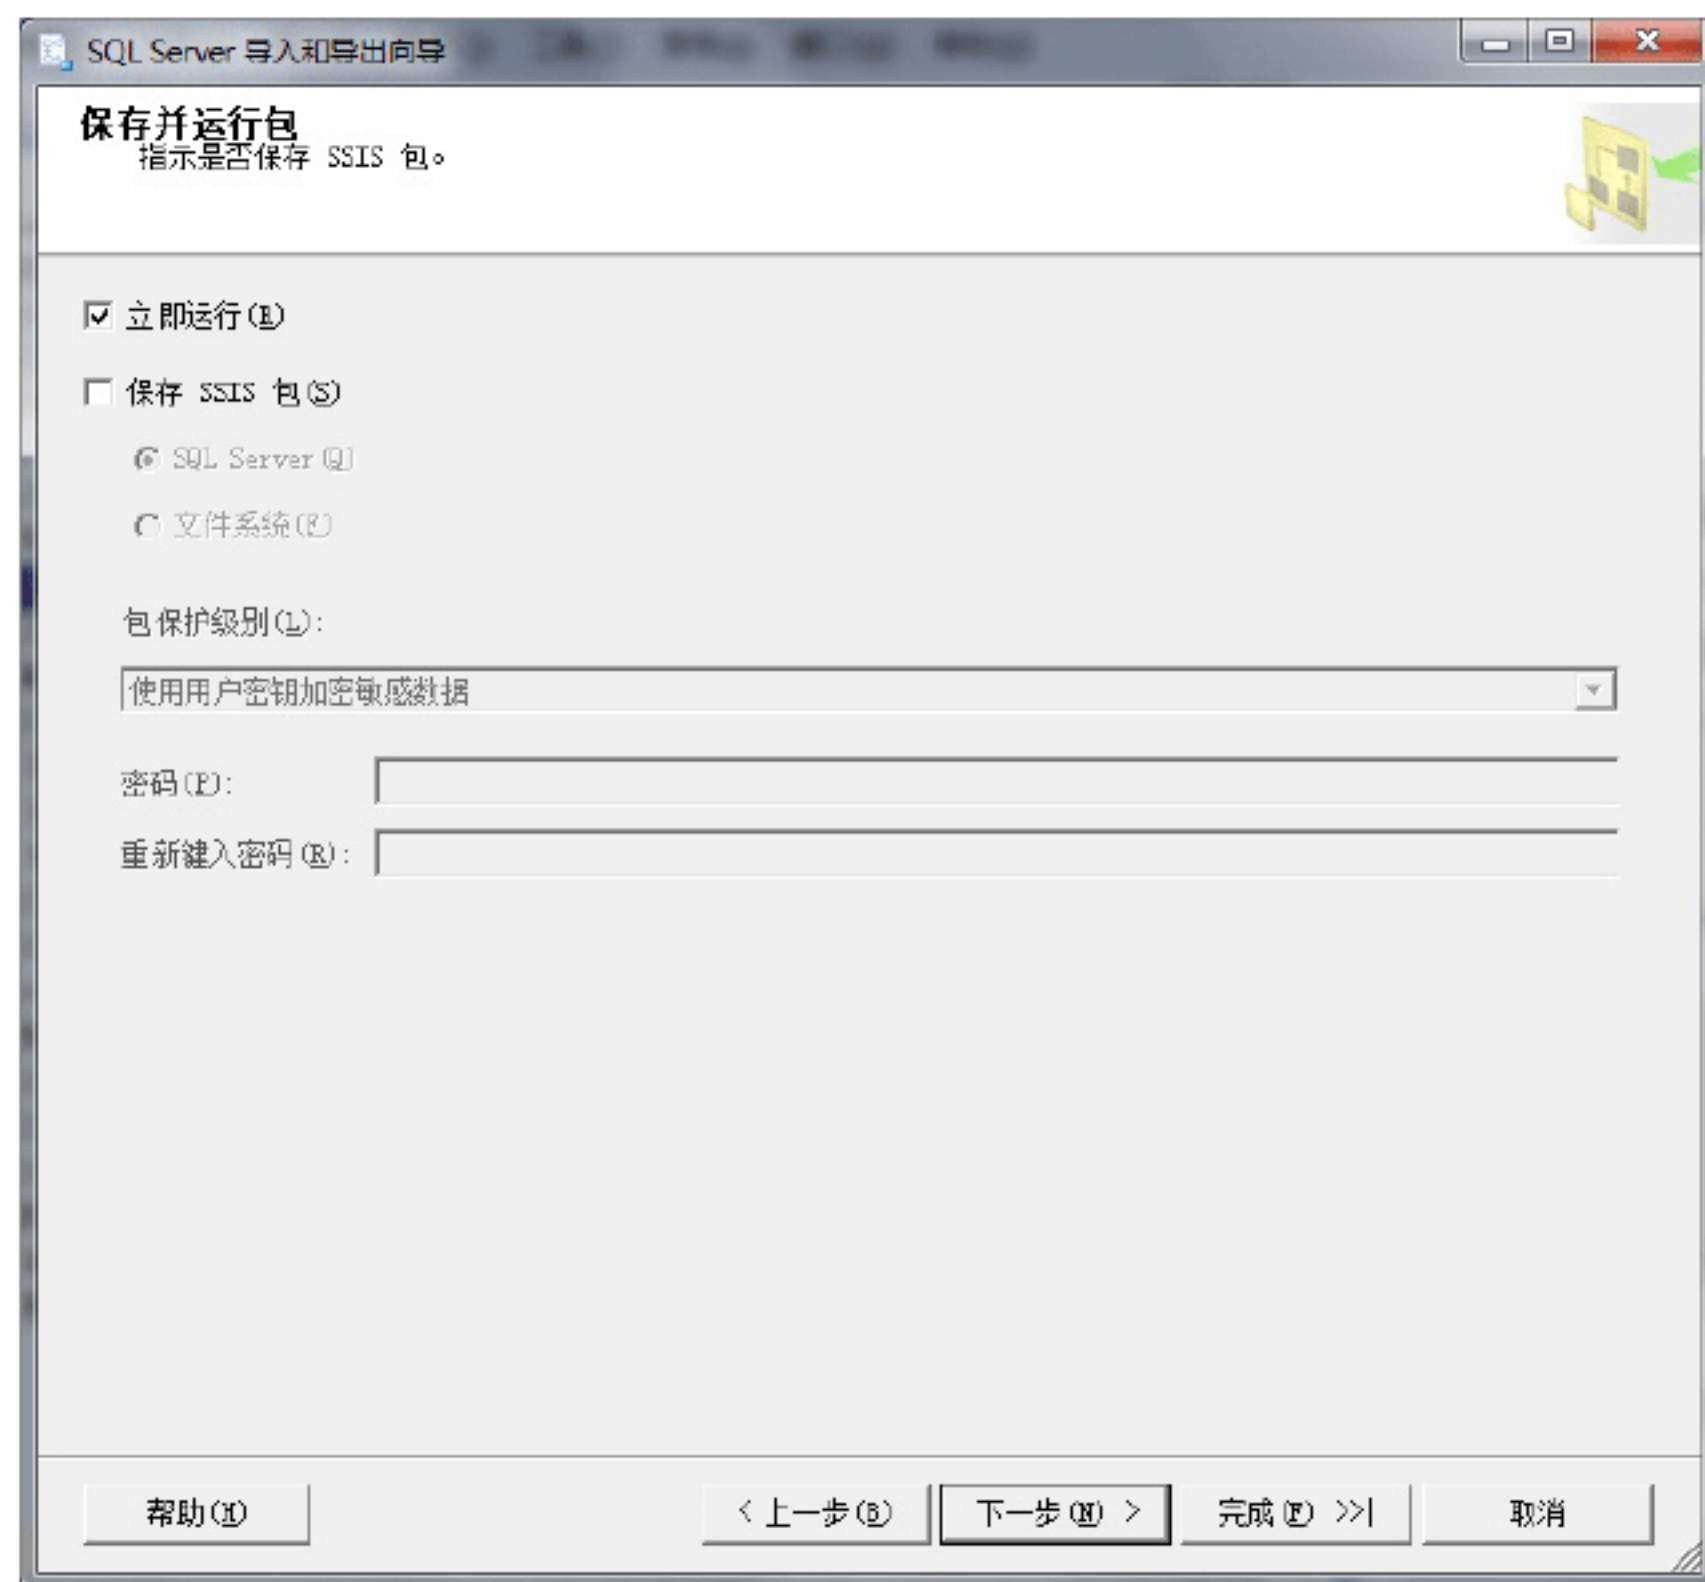 SQL Server 导入和导出向导
保存并运行包
指示是否保存 SSIS 包。
立即运行(R)
保存 SSIS 包(S)
SQL Server(Q)
文件系统(F)
包保护级别(L):
使用用户密钥加密敏感数据
密码(P):
重新键入密码(R):
帮助(H)
< 上一步(B)
下一步(N) >
完成(F) >>|
取消